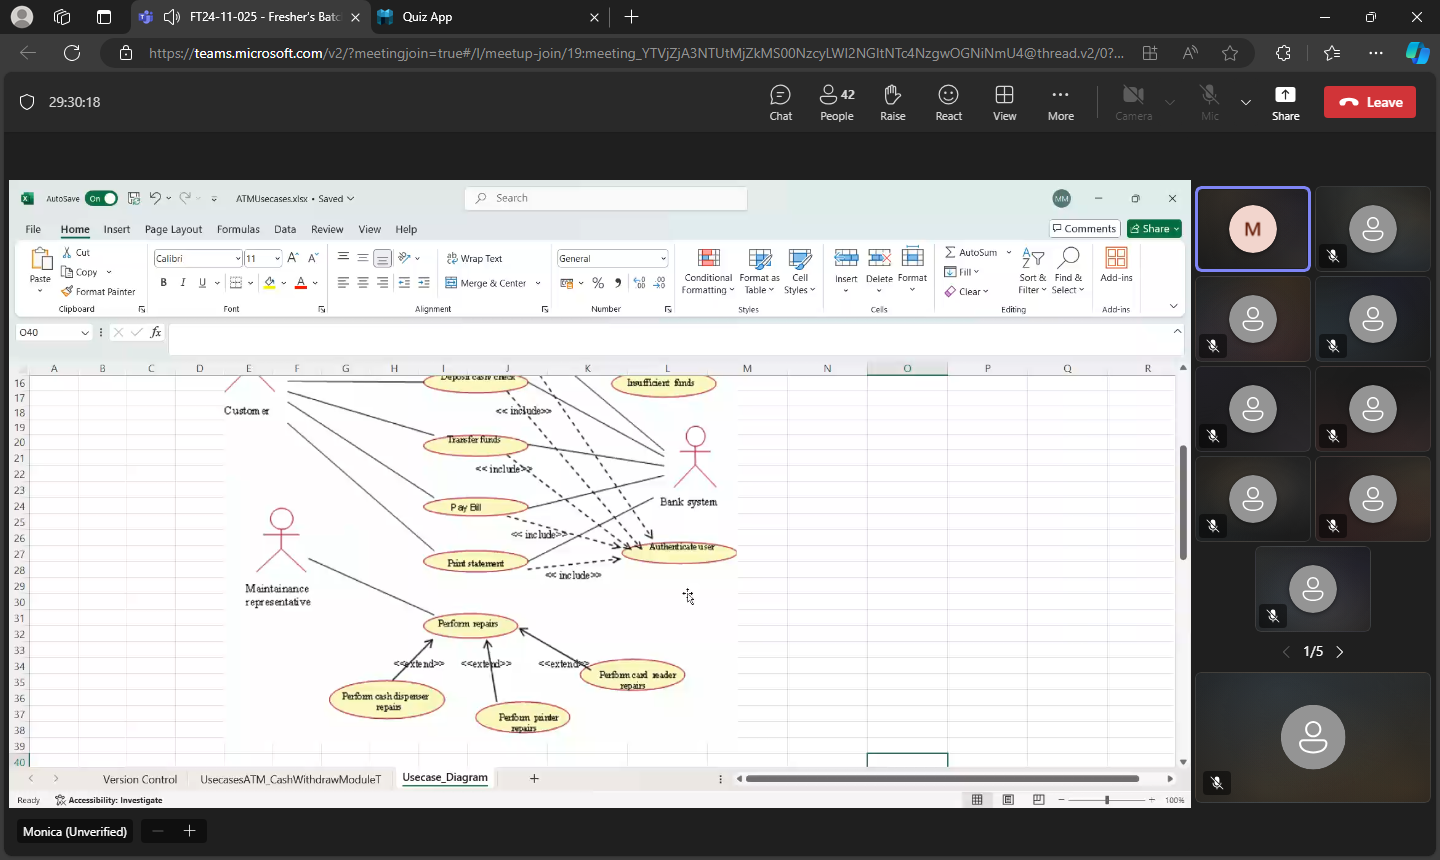 FT24-11-025 - Fresher's Batc
Quiz App
https://teams.microsoft.com/v2/?meetingjoin=true#/l/meetup-join/19:meeting_YTVjZjA3NTUtMjZkMS00NzcyLWI2NGItNTc4NzgwOGNiNmU4@thread.v2/0?...
29:30:18
Chat
42
People
Raise
React
View
More
Camera
Mic
Share
Leave
AutoSave On
ATMUsecases.xlsx • Saved
Search
MM
File Home Insert Page Layout Formulas Data Review View Help
Comments Share
Paste
Cut
Copy
Format Painter
Clipboard
Calibri 11
B I U
Font
Wrap Text
Merge & Center
Alignment
General
Number
Conditional Formatting
Format as Table
Cell Styles
Styles
Insert Delete Format
Cells
AutoSum
Fill
Clear
Sort & Filter
Find & Select
Editing
Add-ins
Add-ins
O40
fx
A B C D E F G H I J K L M N O P Q R
16
17
18
19
20
21
22
23
24
25
26
27
28
29
30
31
32
33
34
35
36
37
38
39
40
Deposit cash/check
Insufficient funds
Customer
<< include>>
Transfer funds
<< include>>
Bank system
Pay Bill
<< include>>
Authenticate user
Print statement
<< include>>
Maintainance
representative
Perform repairs
<<extend>> <<extend>> <<extend>>
Perform card reader
repairs
Perform cash dispenser
repairs
Perform printer
repairs
Version Control
UsecasesATM_CashWithdrawModuleT
Usecase_Diagram
Ready
Accessibility: Investigate
100%
M
1/5
Monica (Unverified)